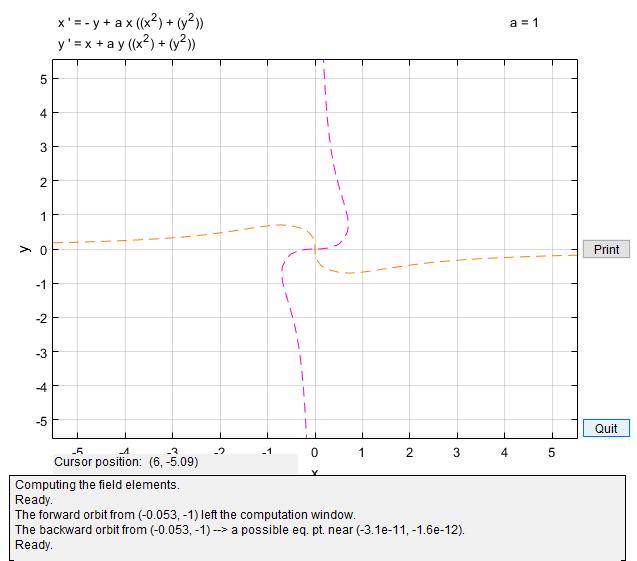 x ' = - y + a x ((x²) + (y²))
a = 1
y ' = x + a y ((x²) + (y²))
5
4
3
2
1
0
-1
-2
-3
-4
-5
y
Print
Quit
-5 -4 -3 -2 -1 0 1 2 3 4 5
x
Cursor position: (6, -5.09)
Computing the field elements.
Ready.
The forward orbit from (-0.053, -1) left the computation window.
The backward orbit from (-0.053, -1) --> a possible eq. pt. near (-3.1e-11, -1.6e-12).
Ready.